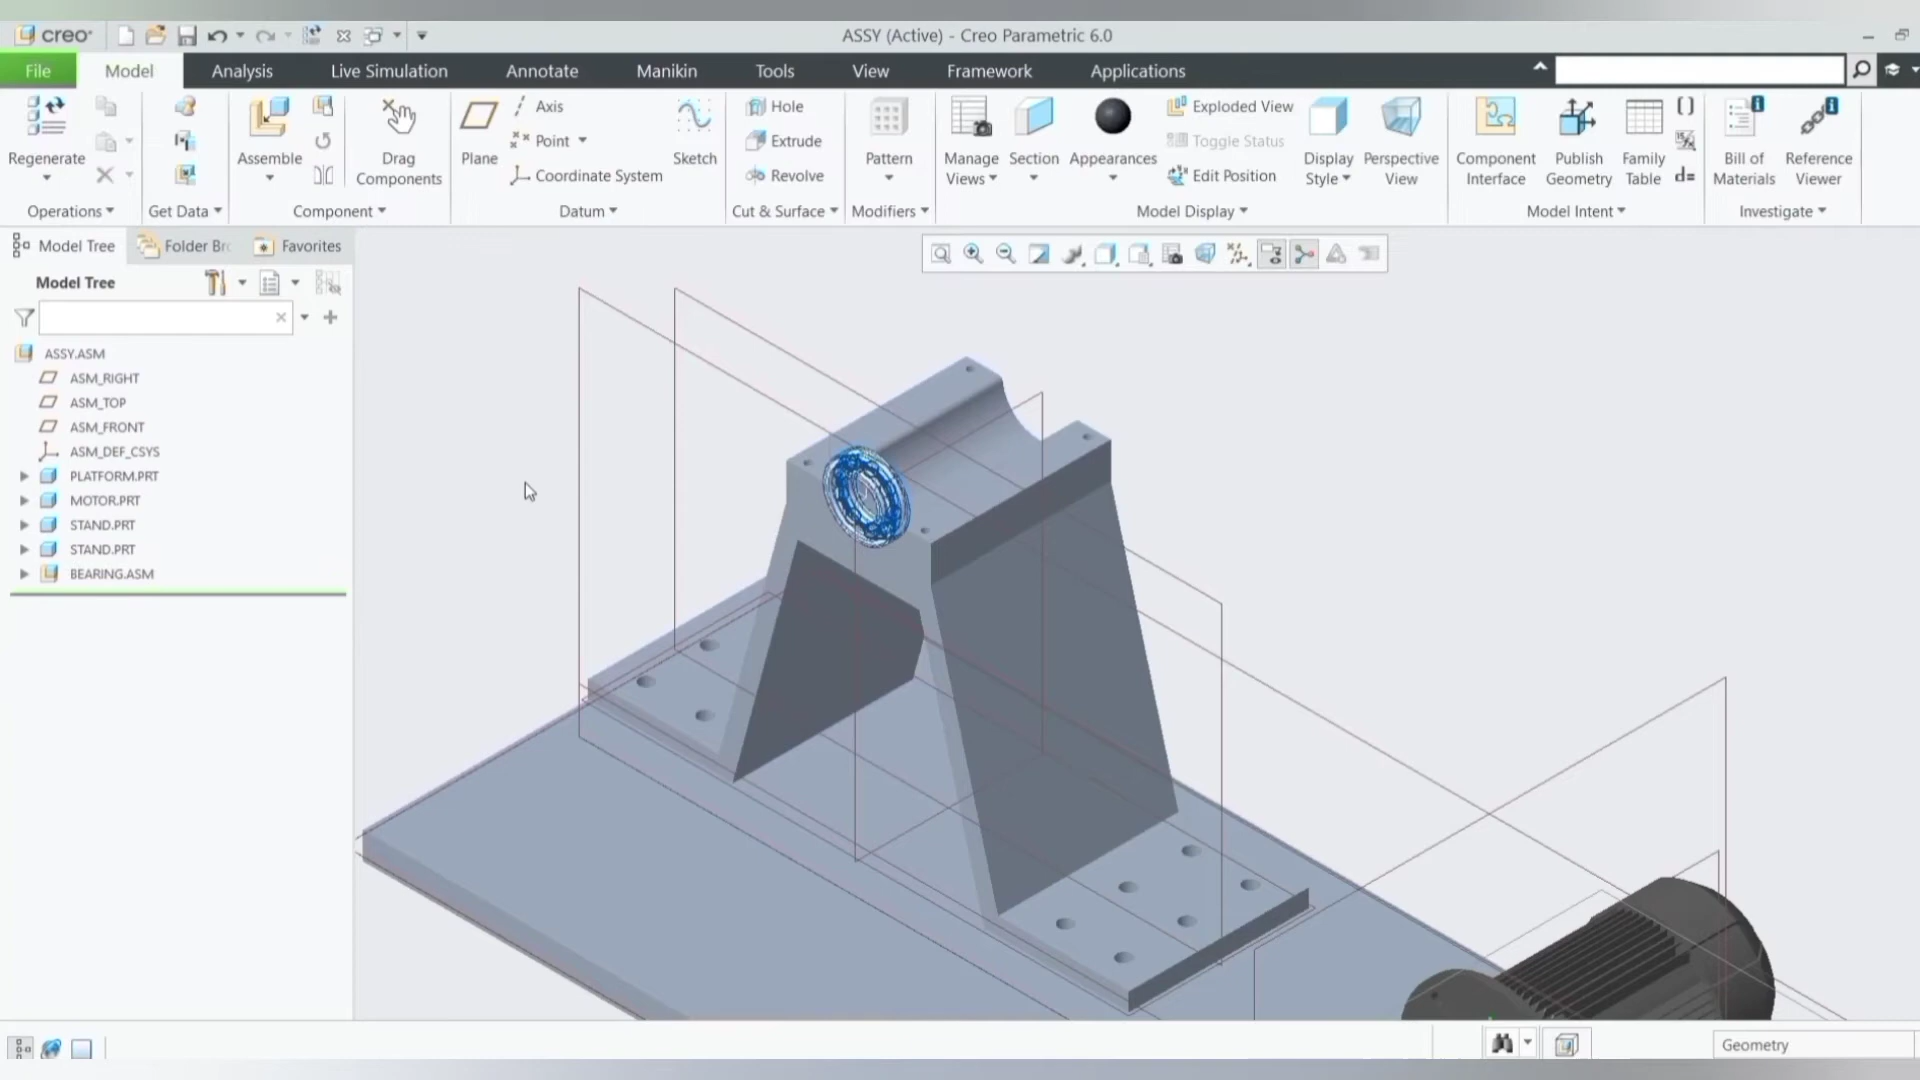 creo
ASSY (Active) - Creo Parametric 6.0
File Model Analysis Live Simulation Annotate Manikin Tools View Framework Applications
Regenerate
Operations
Get Data
Assemble
Drag Components
Component
Plane
Axis
Point
Coordinate System
Sketch
Datum
Hole
Extrude
Revolve
Cut & Surface
Pattern
Modifiers
Manage Views
Section
Appearances
Exploded View
Toggle Status
Edit Position
Display Style
Perspective View
Model Display
Component Interface
Publish Geometry
Family Table
d=
Model Intent
Bill of Materials
Reference Viewer
Investigate
Model Tree Folder Br Favorites
Model Tree
ASSY.ASM
ASM_RIGHT
ASM_TOP
ASM_FRONT
ASM_DEF_CSYS
PLATFORM.PRT
MOTOR.PRT
STAND.PRT
STAND.PRT
BEARING.ASM
Geometry